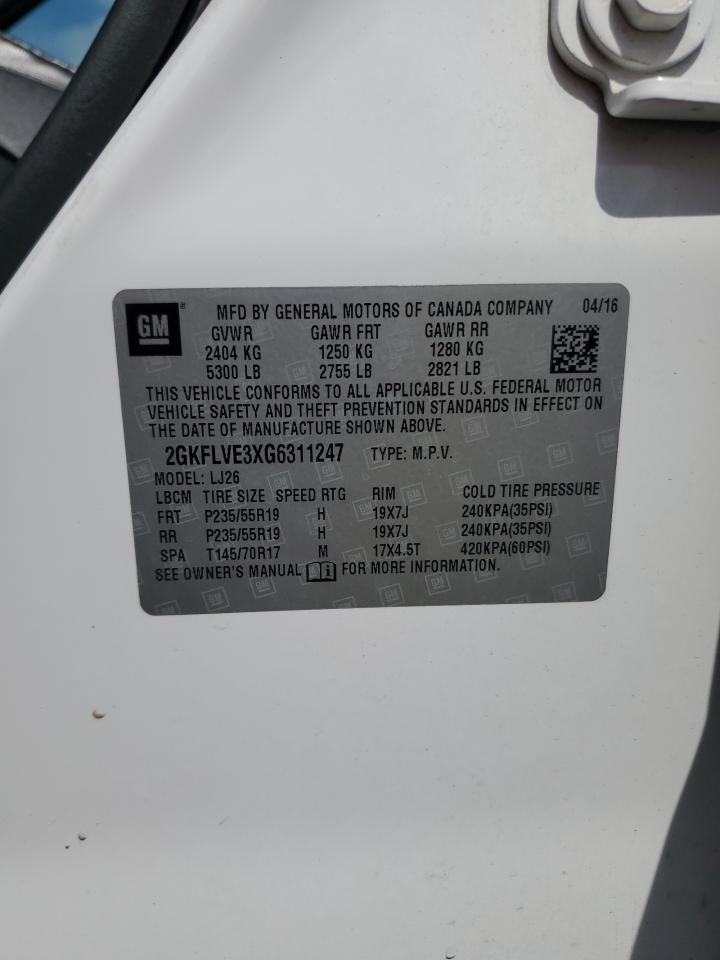 GM ® MFD BY GENERAL MOTORS OF CANADA COMPANY 04/16
GVWR GAWR FRT GAWR RR
2404 KG 1250 KG 1280 KG
5300 LB 2755 LB 2821 LB
THIS VEHICLE CONFORMS TO ALL APPLICABLE U.S. FEDERAL MOTOR
VEHICLE SAFETY AND THEFT PREVENTION STANDARDS IN EFFECT ON
THE DATE OF MANUFACTURE SHOWN ABOVE.
2GKFLVE3XG6311247 TYPE: M.P.V.
MODEL: LJ26
LBCM TIRE SIZE SPEED RTG RIM COLD TIRE PRESSURE
FRT P235/55R19 H 19X7J 240KPA(35PSI)
RR P235/55R19 H 19X7J 240KPA(35PSI)
SPA T145/70R17 M 17X4.5T 420KPA(60PSI)
SEE OWNER'S MANUAL FOR MORE INFORMATION.